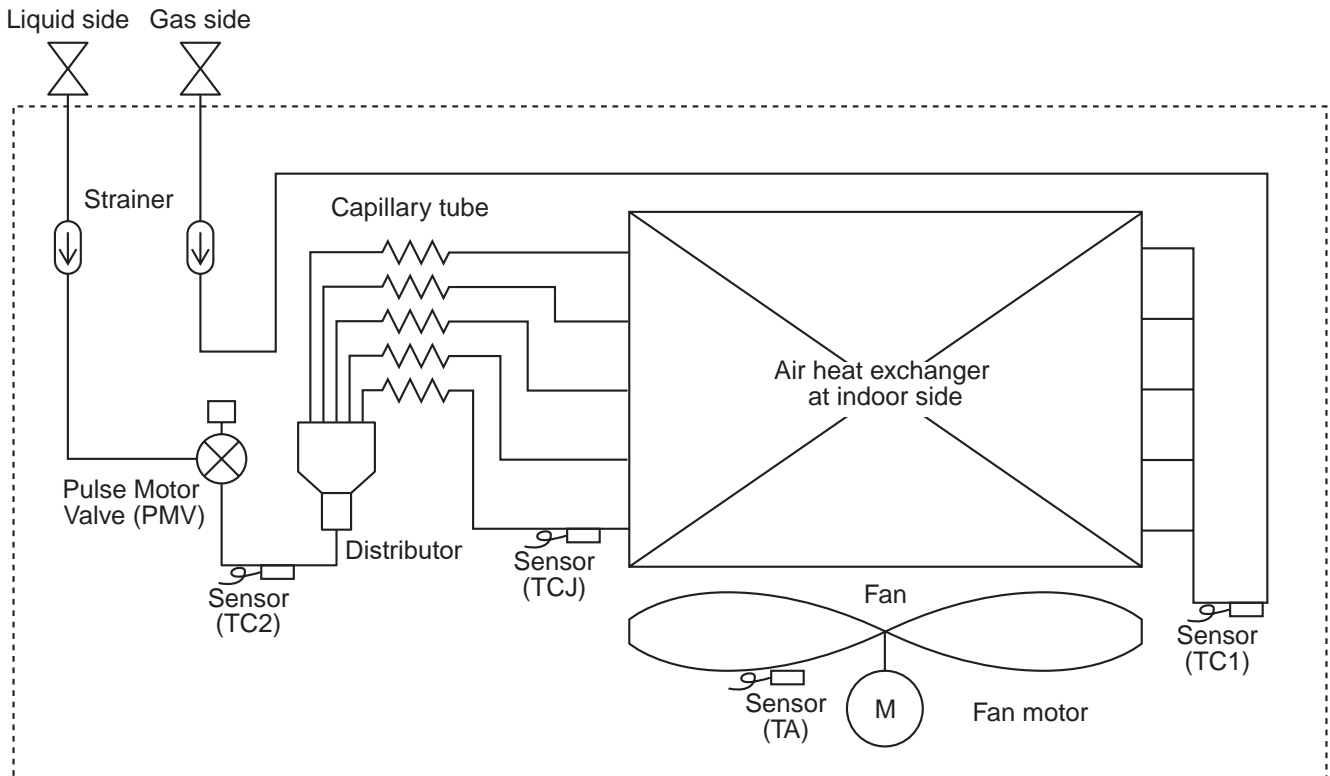 Liquid side
Gas side
Strainer
Capillary tube
Air heat exchanger
at indoor side
Pulse Motor
Valve (PMV)
Distributor
Sensor
(TCJ)
Sensor
(TC2)
Fan
Sensor
(TC1)
Sensor
(TA)
M
Fan motor